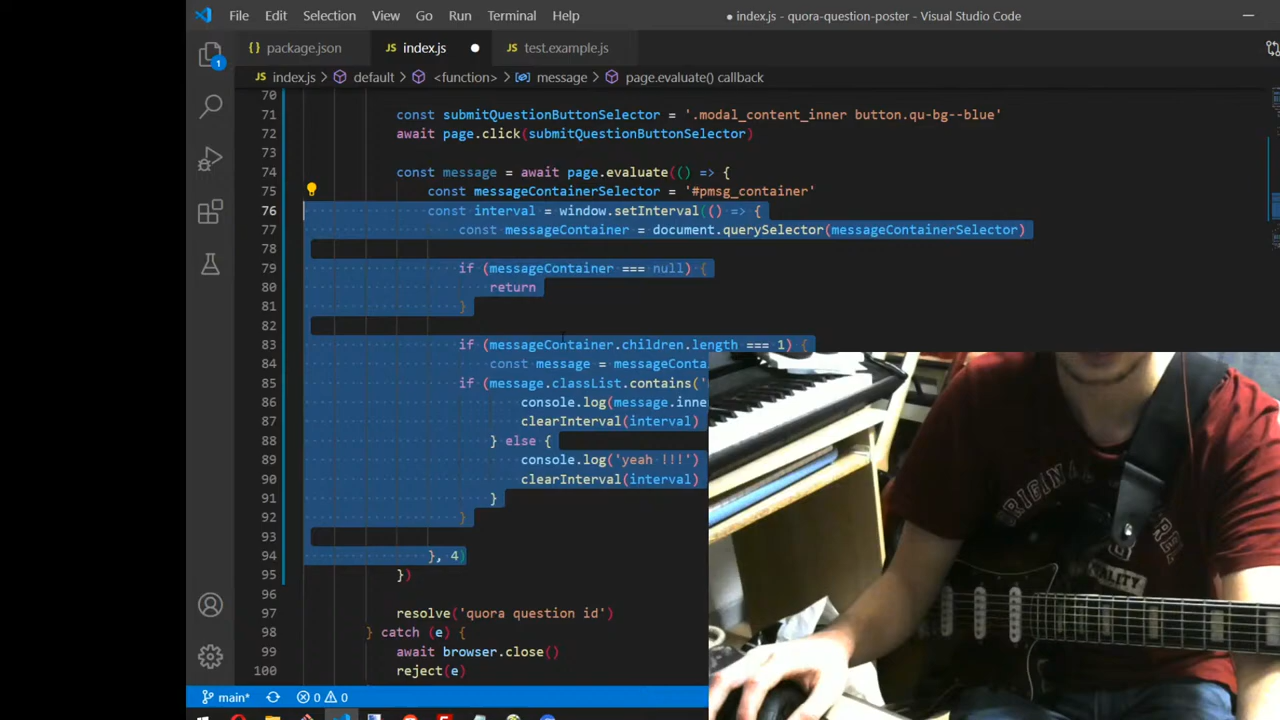 File Edit Selection View Go Run Terminal Help ● index.js - quora-question-poster - Visual Studio Code
{} package.json JS index.js ● JS test.example.js
JS index.js > default > <function> > message > page.evaluate() callback
1
70
71 const submitQuestionButtonSelector = '.modal_content_inner button.qu-bg--blue'
72 await page.click(submitQuestionButtonSelector)
73
74 const message = await page.evaluate(() => {
75 const messageContainerSelector = '#pmsg_container'
76 const interval = window.setInterval(() => {
77 const messageContainer = document.querySelector(messageContainerSelector)
78
79 if (messageContainer === null) {
80 return
81 }
82
83 if (messageContainer.children.length === 1) {
84 const message = messageConta
85 if (message.classList.contains('
86 console.log(message.inne
87 clearInterval(interval)
88 } else {
89 console.log('yeah !!!')
90 clearInterval(interval)
91 }
92 }
93
94 }, 4)
95 })
96
97 resolve('quora question id')
98 } catch (e) {
99 await browser.close()
100 reject(e)
main* 0 0
ORIGINAL